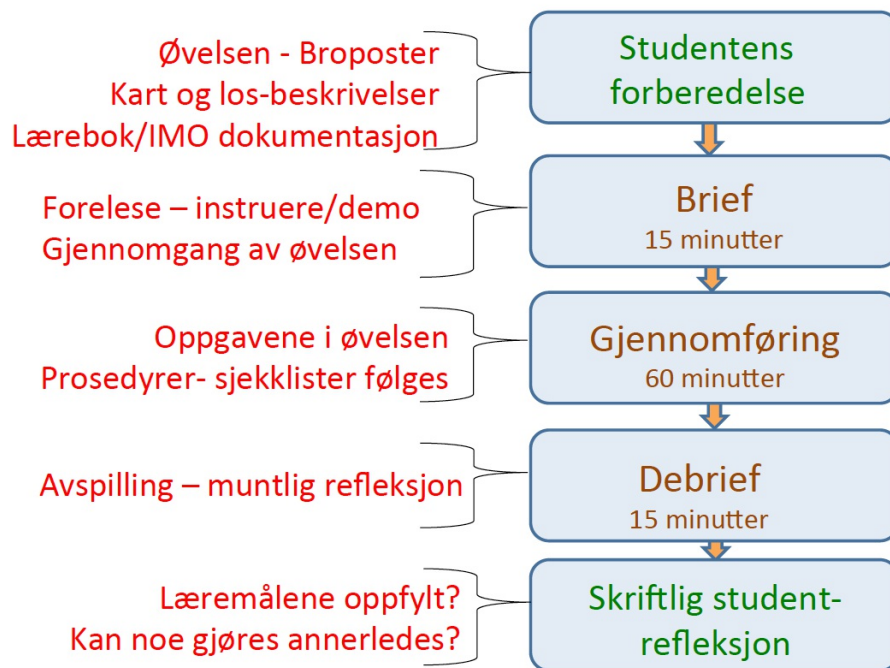 Øvelsen - Broposter
Kart og los-beskrivelser
Lærebok/IMO dokumentasjon
Studentens
forberedelse
Forelese – instruere/demo
Gjennomgang av øvelsen
Brief
15 minutter
Oppgavene i øvelsen
Prosedyrer- sjekklister følges
Gjennomføring
60 minutter
Avspilling – muntlig refleksjon
Debrief
15 minutter
Læremålene oppfylt?
Kan noe gjøres annerledes?
Skriftlig student-
refleksjon